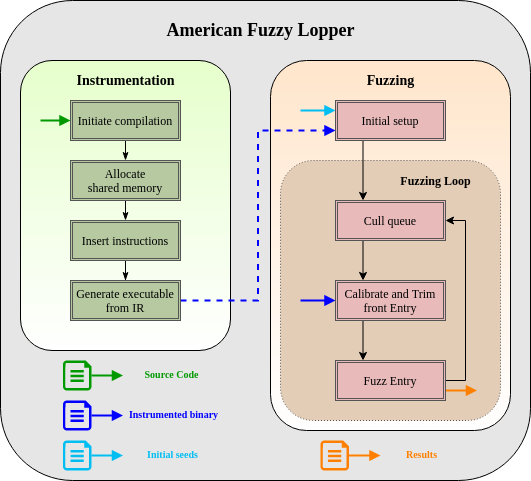 American Fuzzy Lopper
Instrumentation
Initiate compilation
Allocate
shared memory
Insert instructions
Generate executable
from IR
Fuzzing
Initial setup
Fuzzing Loop
Cull queue
Calibrate and Trim
front Entry
Fuzz Entry
Source Code
Instrumented binary
Initial seeds
Results